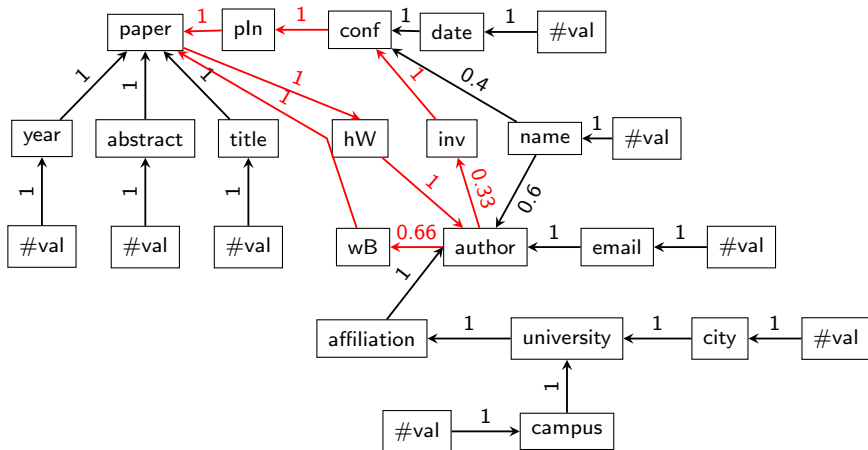 paper 1 pIn 1 conf 1 date 1 #val
1 1 1 1 1 1 0.4
year abstract title hW inv name 1 #val
1 1 1 1 0.33 0.6
#val #val #val wB 0.66 author 1 email 1 #val
1
affiliation 1 university 1 city 1 #val
1
#val 1 campus